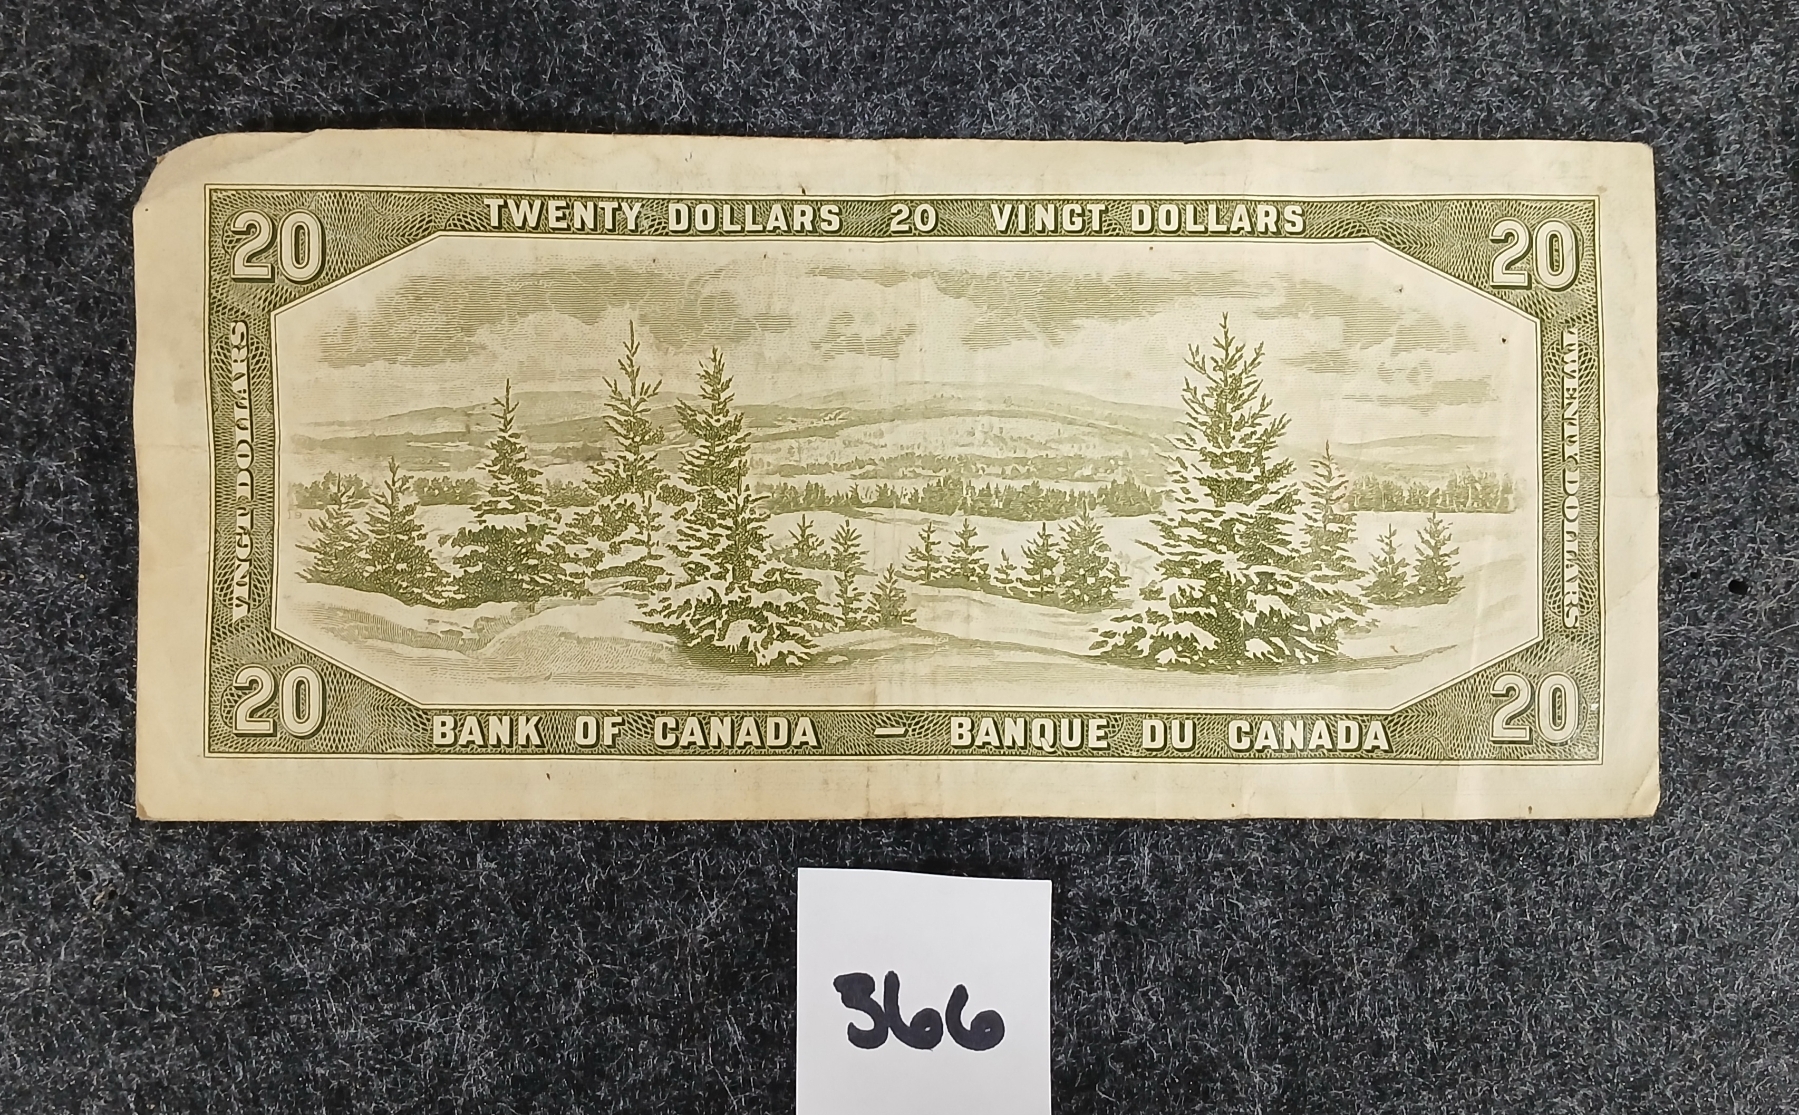 TWENTY DOLLARS 20 VINGT DOLLARS
20
20
VINGT DOLLARS
TWENTY DOLLARS
20
20
BANK OF CANADA – BANQUE DU CANADA
366